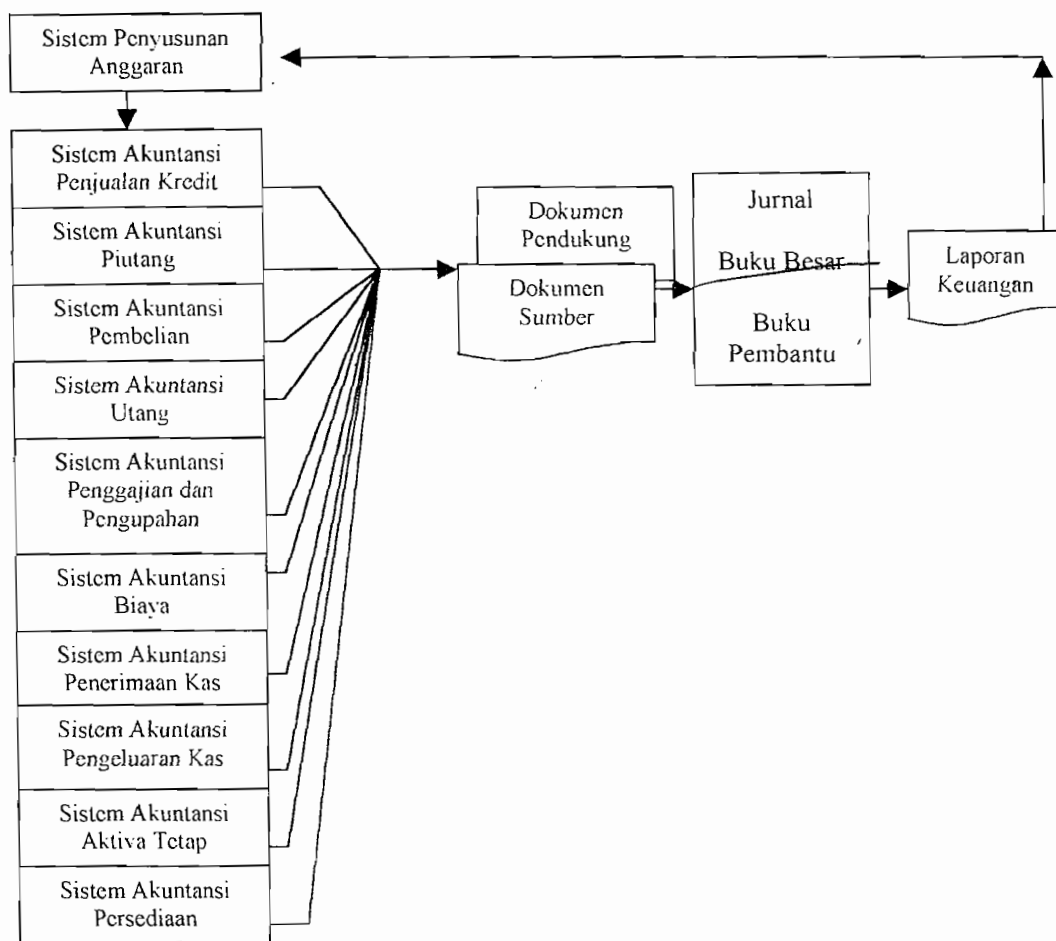 Sistem Penyusunan
Anggaran
Sistem Akuntansi
Penjualan Kredit
Sistem Akuntansi
Piutang
Sistem Akuntansi
Pembelian
Sistem Akuntansi
Utang
Sistem Akuntansi
Penggajian dan
Pengupahan
Sistem Akuntansi
Biaya
Sistem Akuntansi
Penerimaan Kas
Sistem Akuntansi
Pengeluaran Kas
Sistem Akuntansi
Aktiva Tetap
Sistem Akuntansi
Persediaan
Dokumen
Pendukung
Dokumen
Sumber
Jurnal
Buku Besar
Buku
Pembantu
Laporan
Keuangan